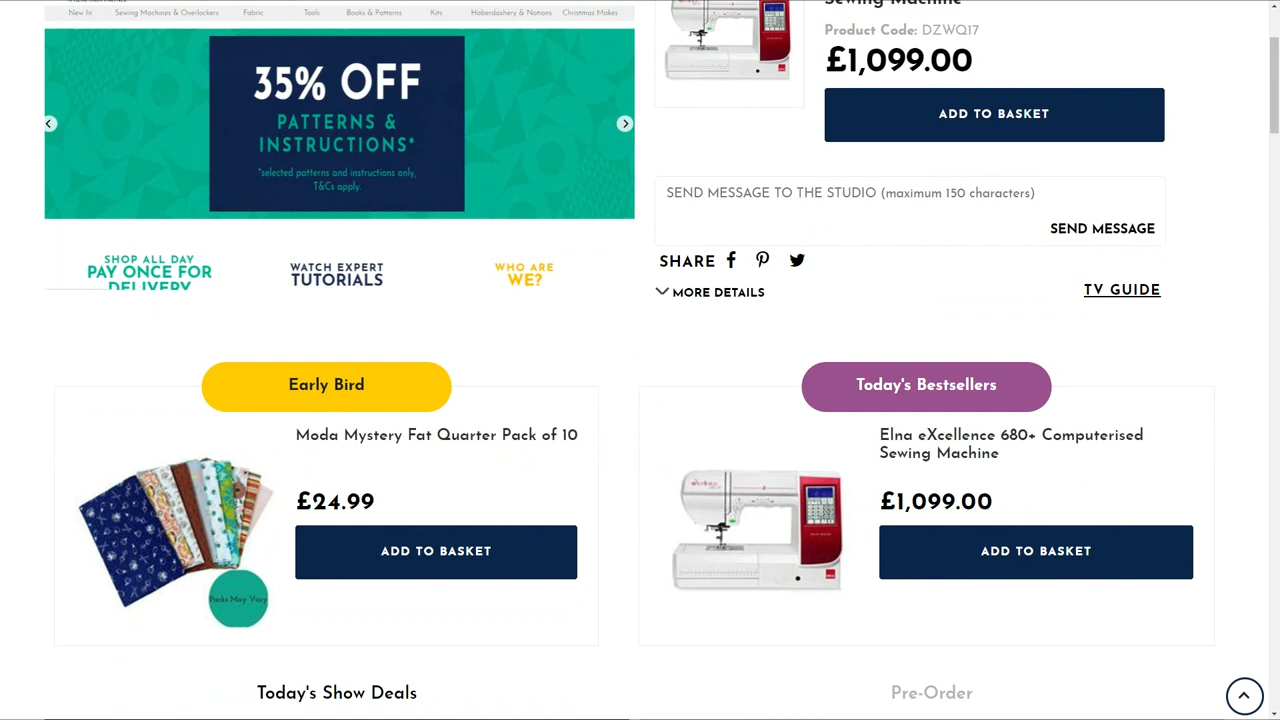 New In Sewing Machines & Overlockers Fabric Tools Books & Patterns Kits Haberdashery & Notions Christmas Makes
35% OFF
PATTERNS &
INSTRUCTIONS*
*selected patterns and instructions only,
T&Cs apply.
SHOP ALL DAY
PAY ONCE FOR
DELIVERY
WATCH EXPERT
TUTORIALS
WHO ARE
WE?
Sewing Machine
Product Code: DZWQ17
£1,099.00
ADD TO BASKET
SEND MESSAGE TO THE STUDIO (maximum 150 characters)
SEND MESSAGE
SHARE
MORE DETAILS
TV GUIDE
Early Bird
Moda Mystery Fat Quarter Pack of 10
£24.99
ADD TO BASKET
Packs May Vary
Today's Bestsellers
Elna eXcellence 680+ Computerised
Sewing Machine
£1,099.00
ADD TO BASKET
elna
Today's Show Deals
Pre-Order